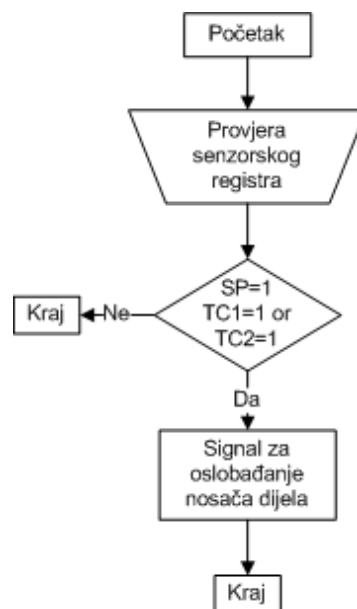 Početak
Provjera
senzorskog
registra
SP=1
TC1=1 or
TC2=1
Kraj
Ne
Da
Signal za
oslobađanje
nosača dijela
Kraj